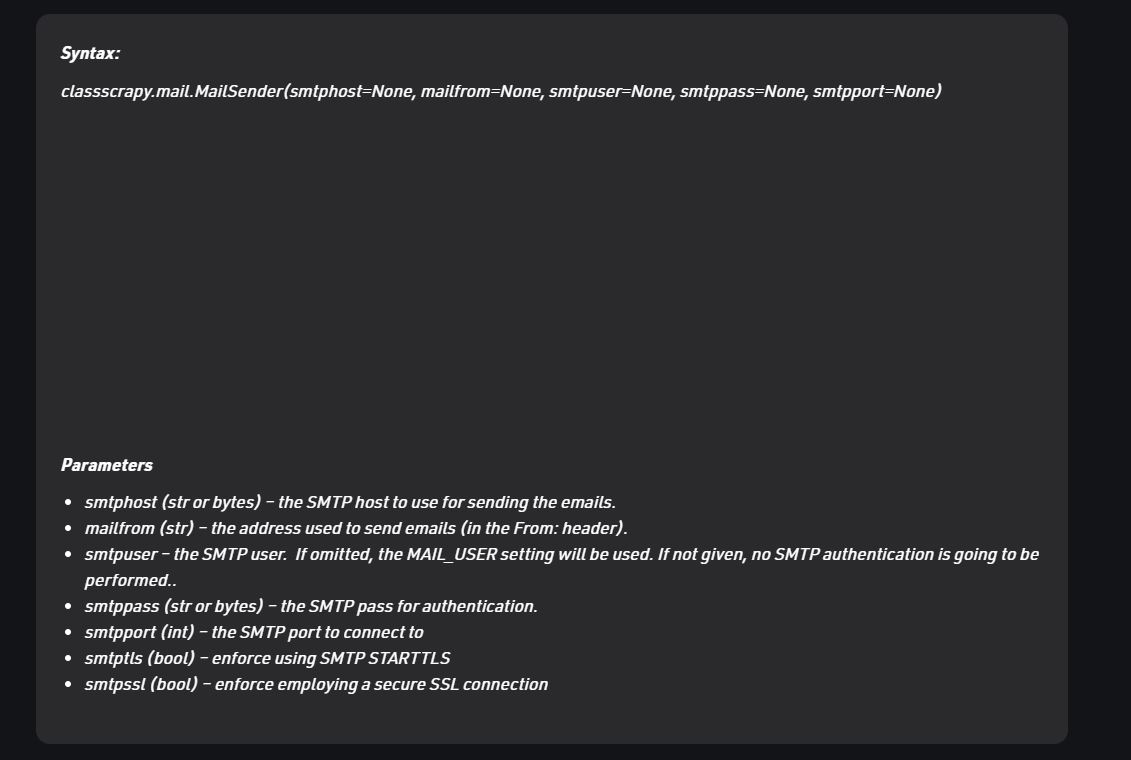 Syntax:
classscrapy.mail.MailSender(smtphost=None, mailfrom=None, smtpuser=None, smtppass=None, smtpport=None)
Parameters
• smtphost (str or bytes) – the SMTP host to use for sending the emails.
• mailfrom (str) – the address used to send emails (in the From: header).
• smtpuser – the SMTP user.  If omitted, the MAIL_USER setting will be used. If not given, no SMTP authentication is going to be
performed..
• smtppass (str or bytes) – the SMTP pass for authentication.
• smtpport (int) – the SMTP port to connect to
• smtptls (bool) – enforce using SMTP STARTTLS
• smtpssl (bool) – enforce employing a secure SSL connection